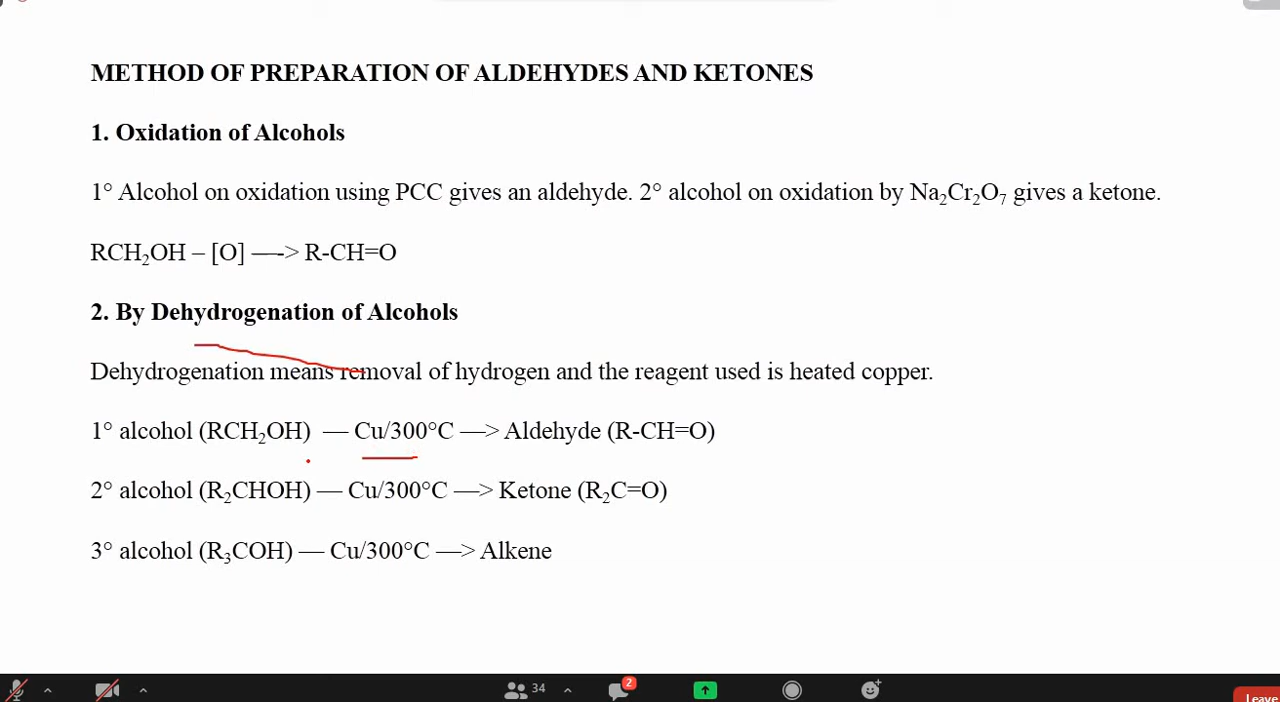 METHOD OF PREPARATION OF ALDEHYDES AND KETONES
1. Oxidation of Alcohols
1° Alcohol on oxidation using PCC gives an aldehyde. 2° alcohol on oxidation by Na₂Cr₂O₇ gives a ketone.
RCH₂OH – [O] —-> R-CH=O
2. By Dehydrogenation of Alcohols
Dehydrogenation means removal of hydrogen and the reagent used is heated copper.
1° alcohol (RCH₂OH) — Cu/300°C —> Aldehyde (R-CH=O)
2° alcohol (R₂CHOH) — Cu/300°C —> Ketone (R₂C=O)
3° alcohol (R₃COH) — Cu/300°C —> Alkene
34 2 Leave